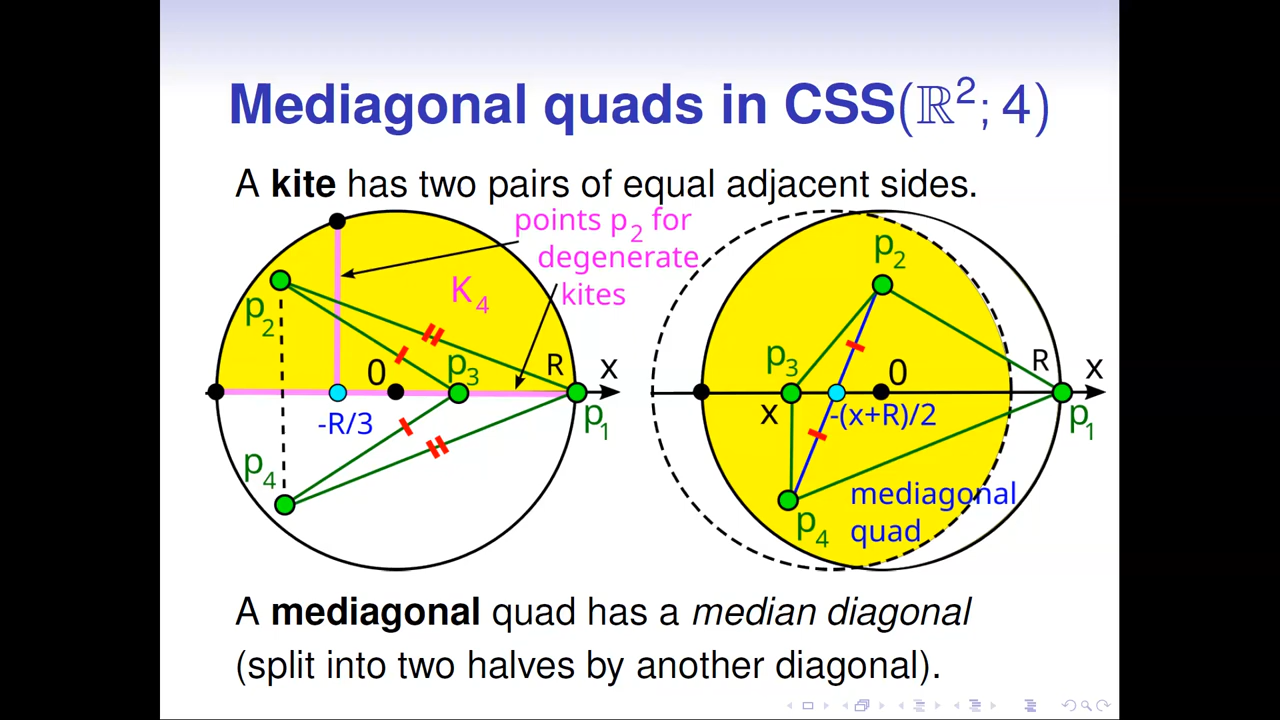 Mediagonal quads in CSS(ℝ²; 4)
A kite has two pairs of equal adjacent sides.
points p₂ for
degenerate
kites
K₄
p₂
p₃
0
R
x
-R/3
p₁
p₄
p₂
p₃
0
R
x
x
-(x+R)/2
p₁
mediagonal
quad
p₄
A mediagonal quad has a median diagonal
(split into two halves by another diagonal).